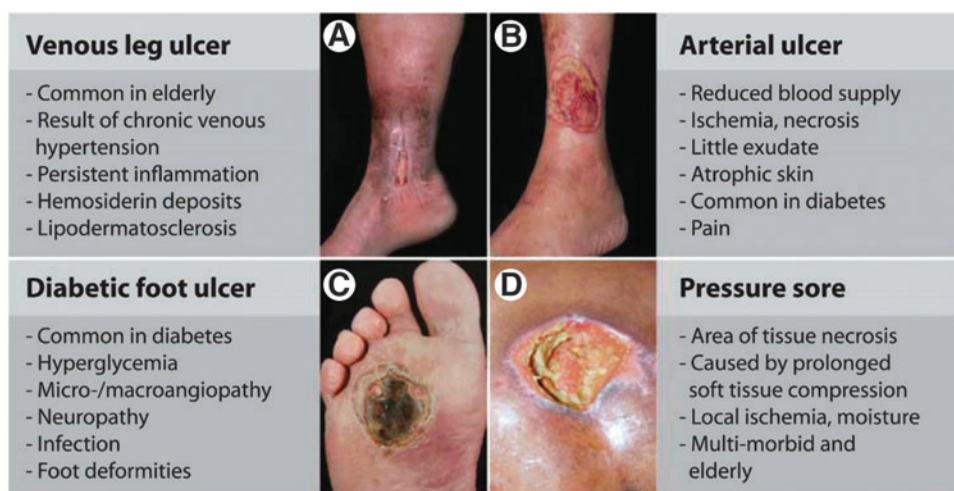 Venous leg ulcer
- Common in elderly
- Result of chronic venous
hypertension
- Persistent inflammation
- Hemosiderin deposits
- Lipodermatosclerosis
A
B
Arterial ulcer
- Reduced blood supply
- Ischemia, necrosis
- Little exudate
- Atrophic skin
- Common in diabetes
- Pain
Diabetic foot ulcer
- Common in diabetes
- Hyperglycemia
- Micro-/macroangiopathy
- Neuropathy
- Infection
- Foot deformities
C
D
Pressure sore
- Area of tissue necrosis
- Caused by prolonged
soft tissue compression
- Local ischemia, moisture
- Multi-morbid and
elderly